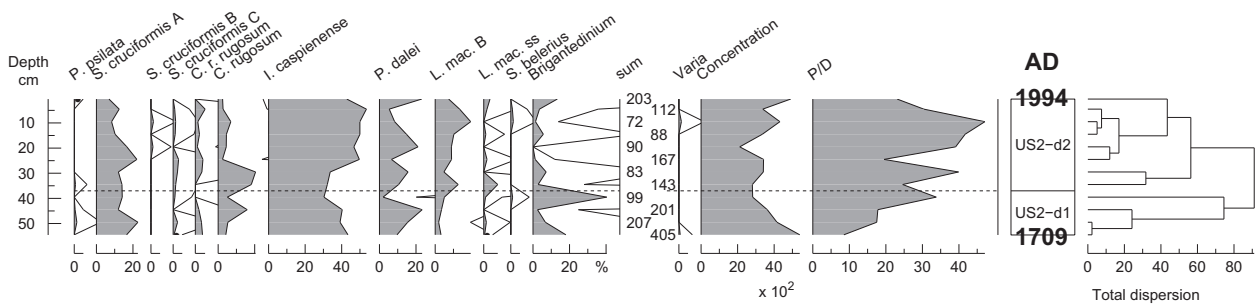 P. psilata S. cruciformis A S. cruciformis B S. cruciformis C C. r. rugosum C. rugosum I. caspienense P. dalei L. mac. B L. mac. ss S. belerius Brigantedinium sum Varia Concentration P/D
Depth
cm
AD
1994
203
112
10
72
88
20
90
US2-d2
167
30
83
143
40
99
201
US2-d1
50
207
405
1709
0 0 20 0 0 0 0 0 20 40 0 0 0 0 0 20 % 0 0 20 40 0 10 20 30 40 0 20 40 60 80
x 10²
Total dispersion